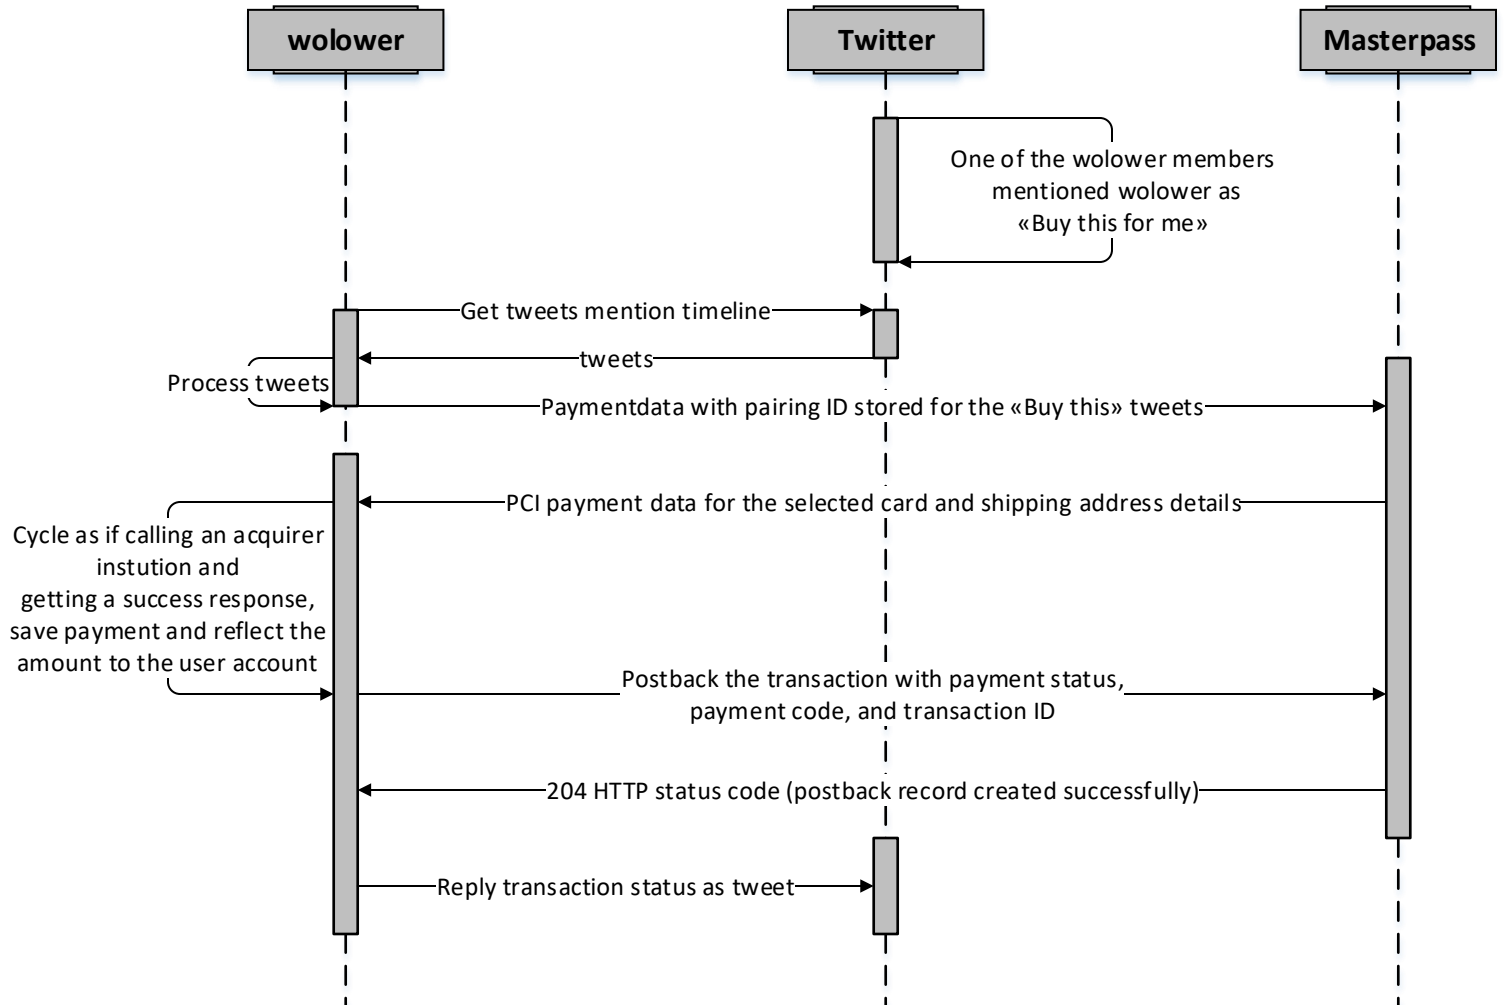 wolower
Twitter
Masterpass
One of the wolower members
mentioned wolower as
«Buy this for me»
Get tweets mention timeline
tweets
Process tweets
Paymentdata with pairing ID stored for the «Buy this» tweets
PCI payment data for the selected card and shipping address details
Cycle as if calling an acquirer
instution and
getting a success response,
save payment and reflect the
amount to the user account
Postback the transaction with payment status,
payment code, and transaction ID
204 HTTP status code (postback record created successfully)
Reply transaction status as tweet